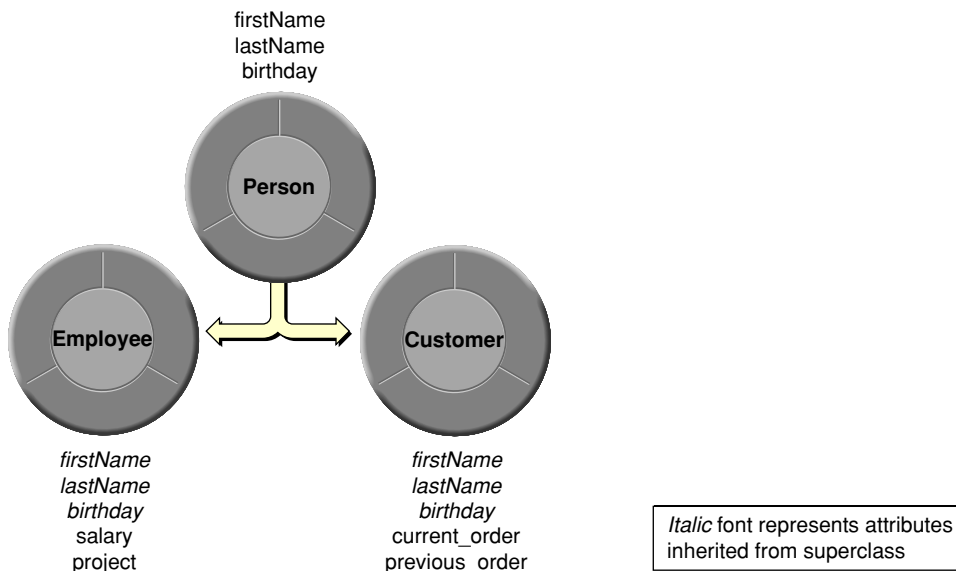 firstName
lastName
birthday
Person
Employee
Customer
firstName
lastName
birthday
salary
project
firstName
lastName
birthday
current_order
previous_order
Italic font represents attributes
inherited from superclass